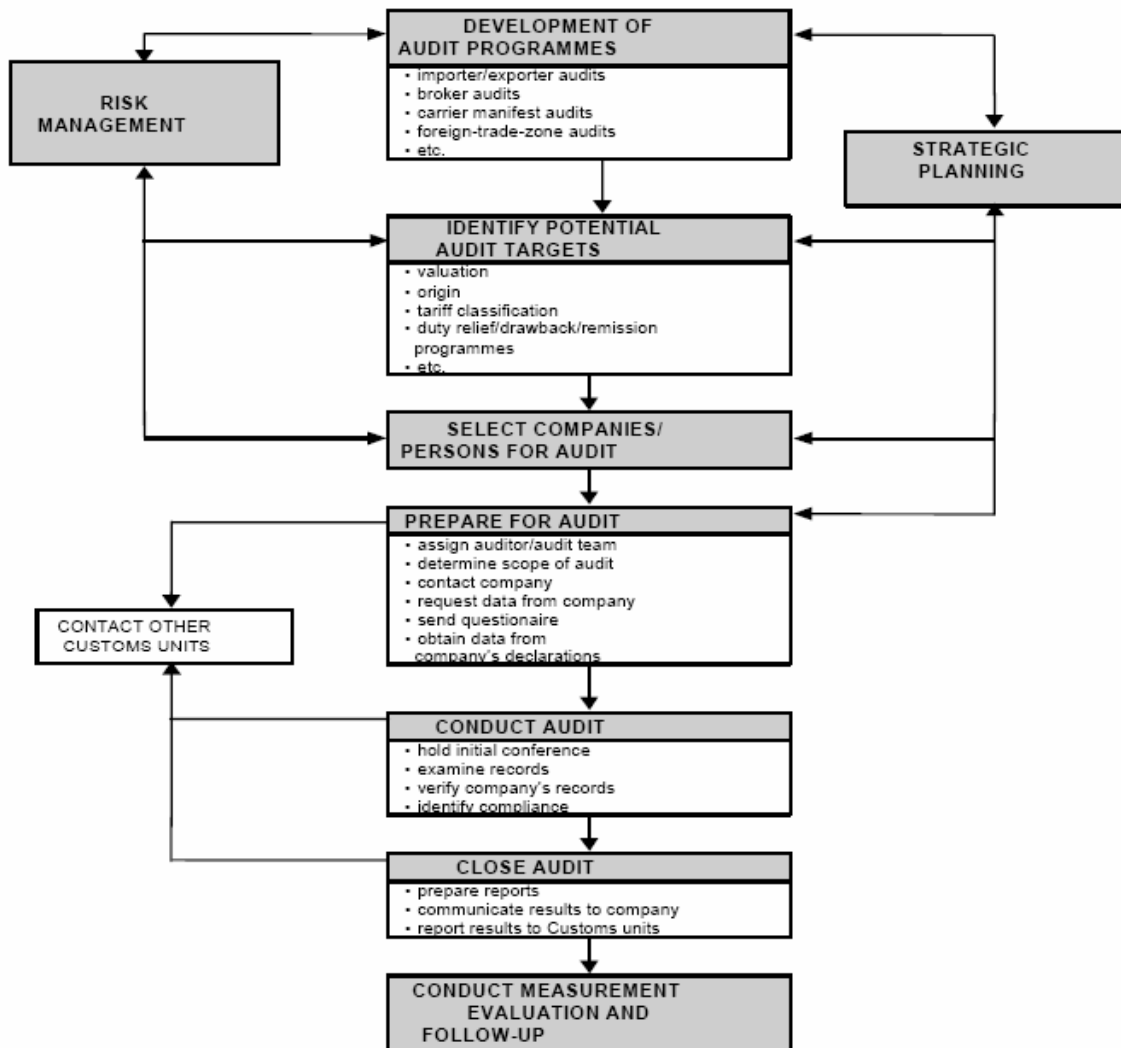 DEVELOPMENT OF
AUDIT PROGRAMMES
• importer/exporter audits
• broker audits
• carrier manifest audits
• foreign-trade-zone audits
• etc.
RISK
MANAGEMENT
STRATEGIC
PLANNING
IDENTIFY POTENTIAL
AUDIT TARGETS
• valuation
• origin
• tariff classification
• duty relief/drawback/remission
programmes
• etc.
SELECT COMPANIES/
PERSONS FOR AUDIT
PREPARE FOR AUDIT
• assign auditor/audit team
• determine scope of audit
• contact company
• request data from company
• send questionaire
• obtain data from
company's declarations
CONTACT OTHER
CUSTOMS UNITS
CONDUCT AUDIT
• hold initial conference
• examine records
• verify company's records
• identify compliance
CLOSE AUDIT
• prepare reports
• communicate results to company
• report results to Customs units
CONDUCT MEASUREMENT
EVALUATION AND
FOLLOW-UP